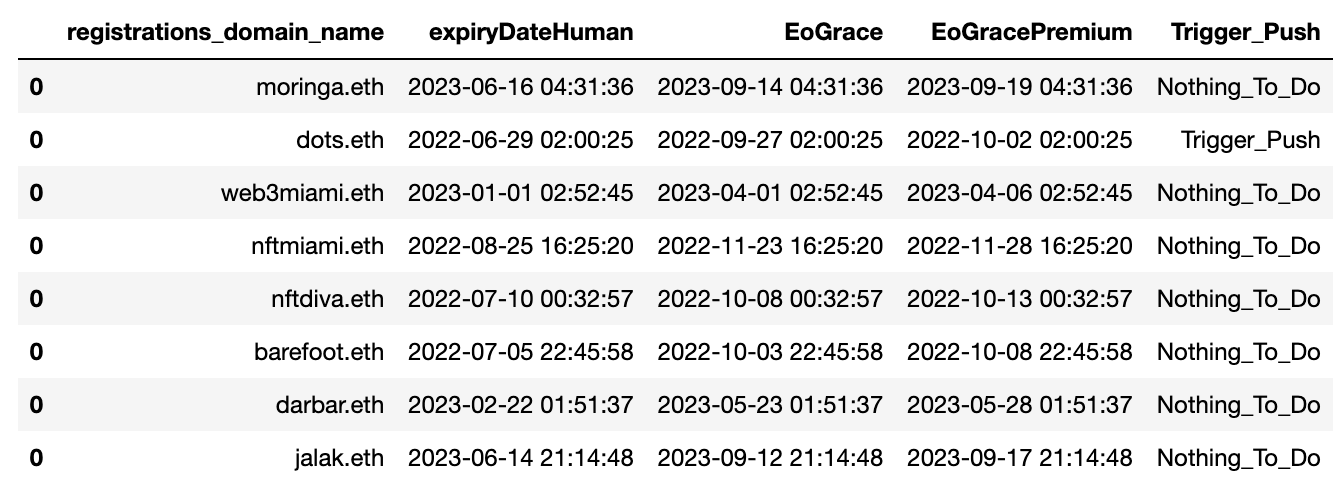 registrations_domain_name expiryDateHuman EoGrace EoGracePremium Trigger_Push
0 moringa.eth 2023-06-16 04:31:36 2023-09-14 04:31:36 2023-09-19 04:31:36 Nothing_To_Do
0 dots.eth 2022-06-29 02:00:25 2022-09-27 02:00:25 2022-10-02 02:00:25 Trigger_Push
0 web3miami.eth 2023-01-01 02:52:45 2023-04-01 02:52:45 2023-04-06 02:52:45 Nothing_To_Do
0 nftmiami.eth 2022-08-25 16:25:20 2022-11-23 16:25:20 2022-11-28 16:25:20 Nothing_To_Do
0 nftdiva.eth 2022-07-10 00:32:57 2022-10-08 00:32:57 2022-10-13 00:32:57 Nothing_To_Do
0 barefoot.eth 2022-07-05 22:45:58 2022-10-03 22:45:58 2022-10-08 22:45:58 Nothing_To_Do
0 darbar.eth 2023-02-22 01:51:37 2023-05-23 01:51:37 2023-05-28 01:51:37 Nothing_To_Do
0 jalak.eth 2023-06-14 21:14:48 2023-09-12 21:14:48 2023-09-17 21:14:48 Nothing_To_Do